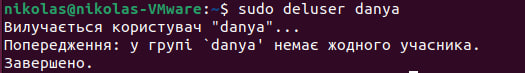 nikolas@nikolas-VMware:~$ sudo deluser danya
Вилучається користувач "danya"...
Попередження: у групі `danya' немає жодного учасника.
Завершено.